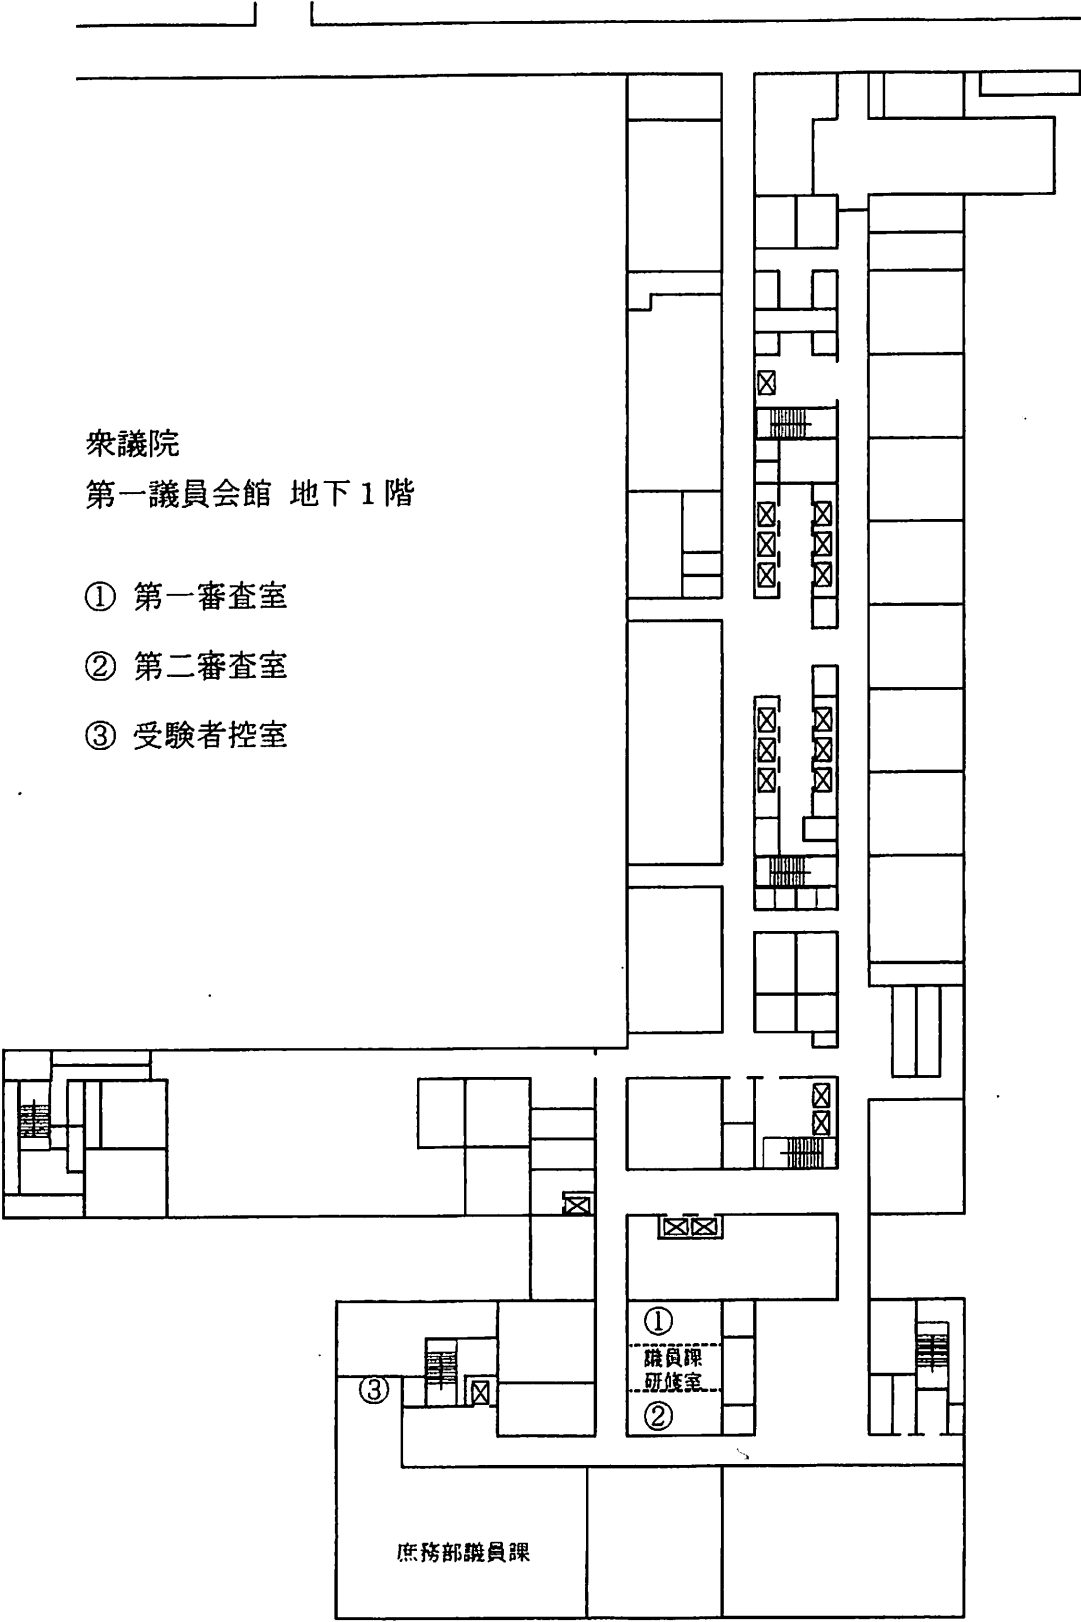 衆議院
第一議員会館 地下1階
① 第一審査室
② 第二審査室
③ 受験者控室
①
議員課
研修室
③
②
庶務部議員課